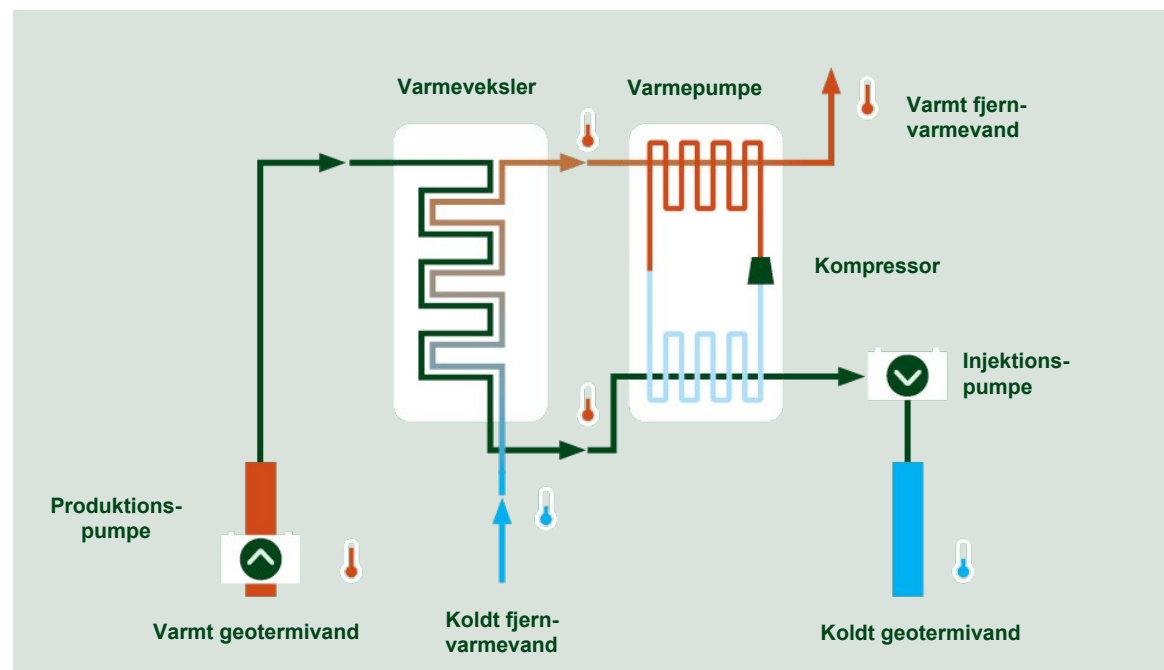 Varmeveksler
Varmepumpe
Varmt fjern-
varmevand
Kompressor
Injektions-
pumpe
Produktions-
pumpe
Varmt geotermivand
Koldt fjern-
varmevand
Koldt geotermivand